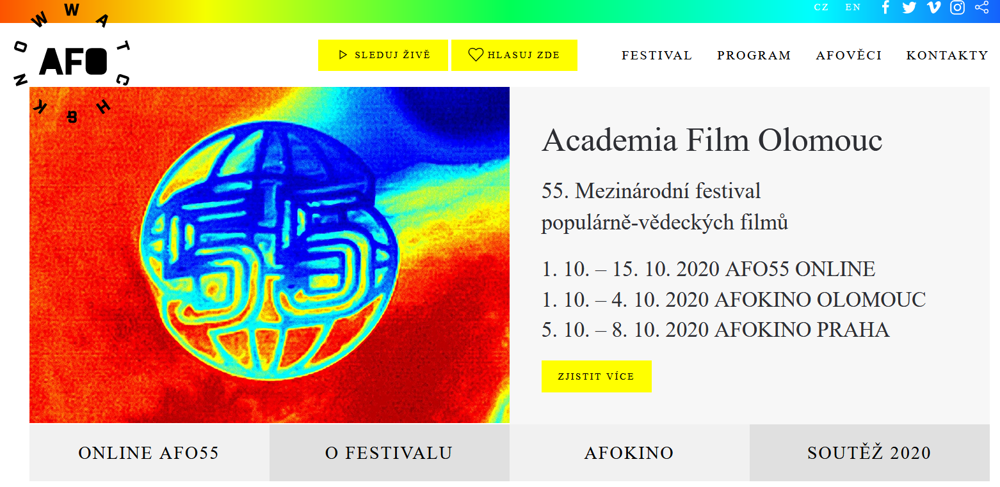 CZ EN
WATCH & KNOW
AFO
SLEDUJ ŽIVĚ
HLASUJ ZDE
FESTIVAL PROGRAM AFOVĚCI KONTAKTY
55
Academia Film Olomouc
55. Mezinárodní festival
populárně-vědeckých filmů
1. 10. – 15. 10. 2020 AFO55 ONLINE
1. 10. – 4. 10. 2020 AFOKINO OLOMOUC
5. 10. – 8. 10. 2020 AFOKINO PRAHA
ZJISTIT VÍCE
ONLINE AFO55
O FESTIVALU
AFOKINO
SOUTĚŽ 2020